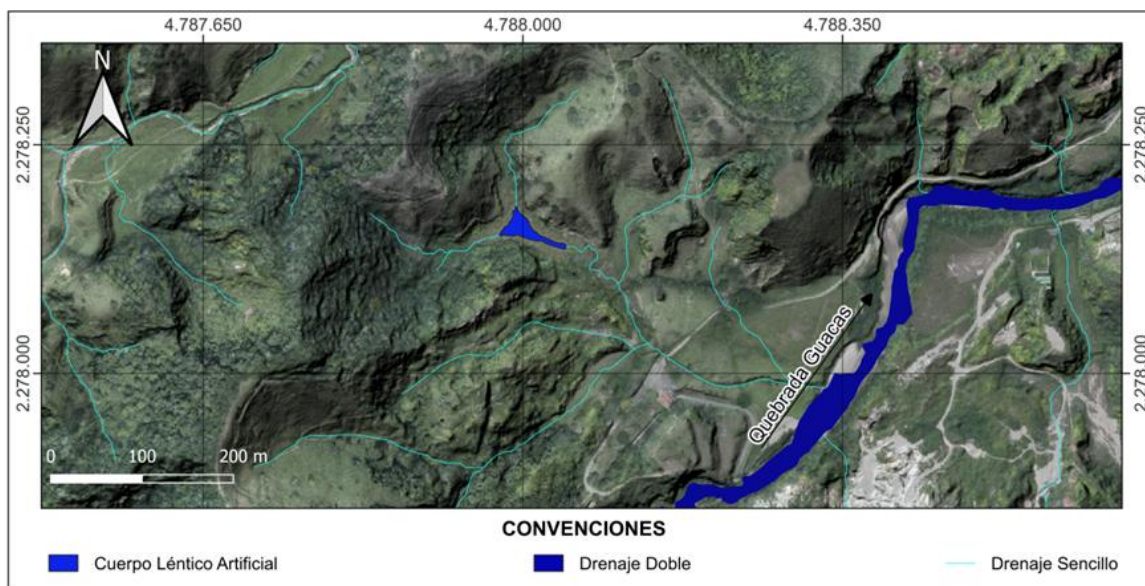 4.787.650 4.788.000 4.788.350
N
2.278.250 2.278.250
2.278.000 2.278.000
Quebrada Guacas
0 100 200 m
CONVENCIONES
Cuerpo Léntico Artificial Drenaje Doble Drenaje Sencillo